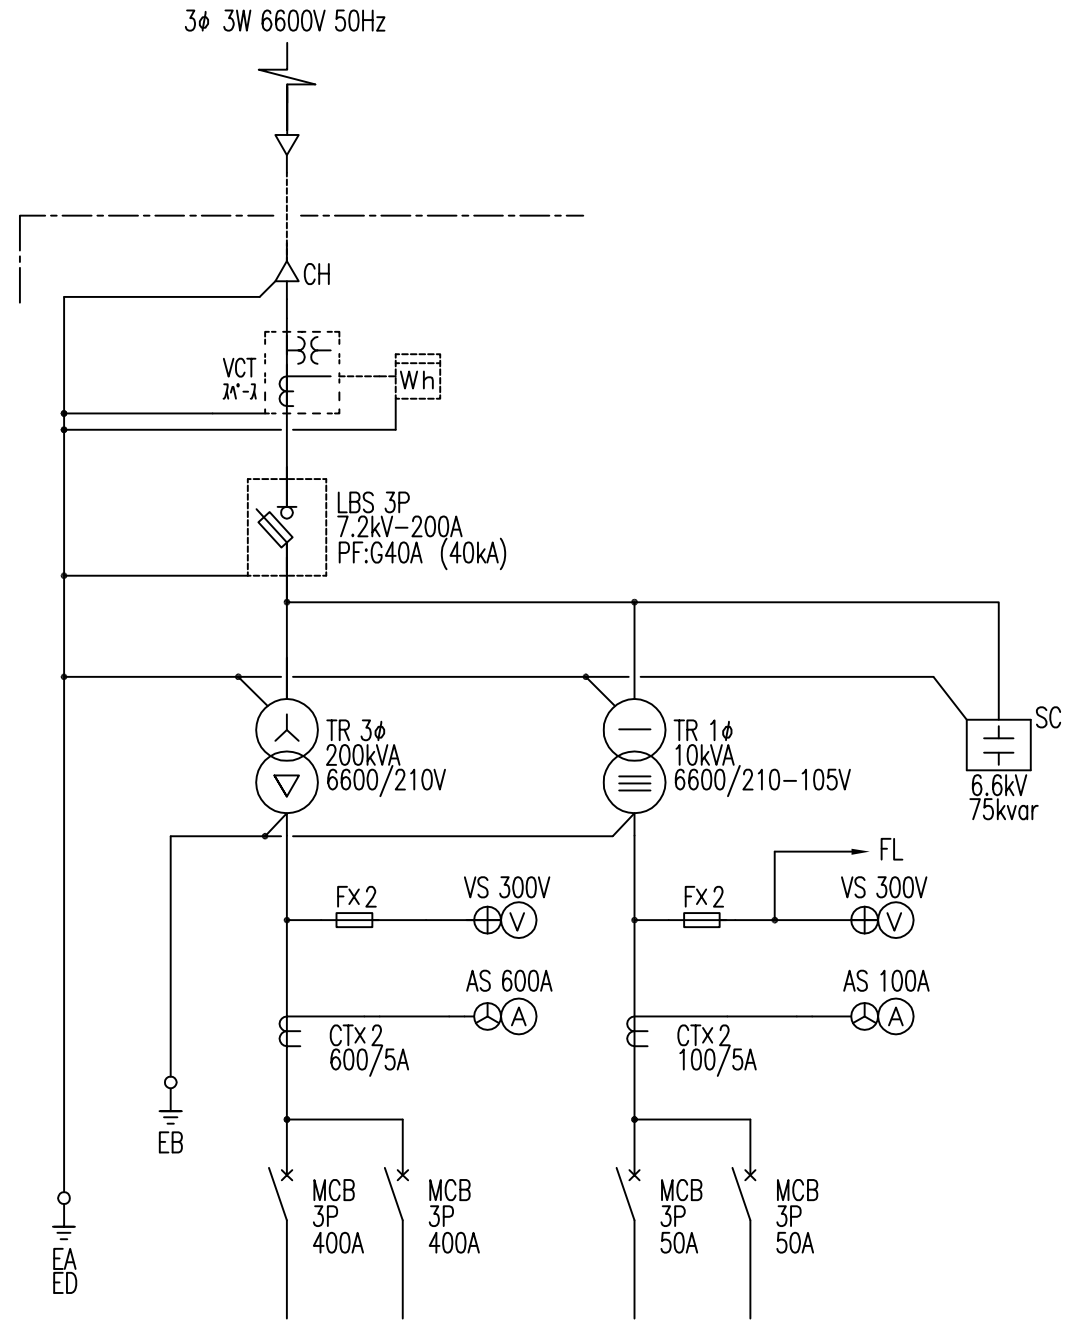 3φ 3W 6600V 50Hz
CH
VCT
ｽﾍﾟｰｽ
Wh
LBS 3P
7.2kV-200A
PF:G40A (40kA)
TR 3φ
200kVA
6600/210V
TR 1φ
10kVA
6600/210-105V
SC
6.6kV
75kvar
FL
F×2
VS 300V
V
F×2
VS 300V
V
AS 600A
A
CT×2
600/5A
AS 100A
A
CT×2
100/5A
EB
MCB
3P
400A
MCB
3P
400A
MCB
3P
50A
MCB
3P
50A
EA
ED